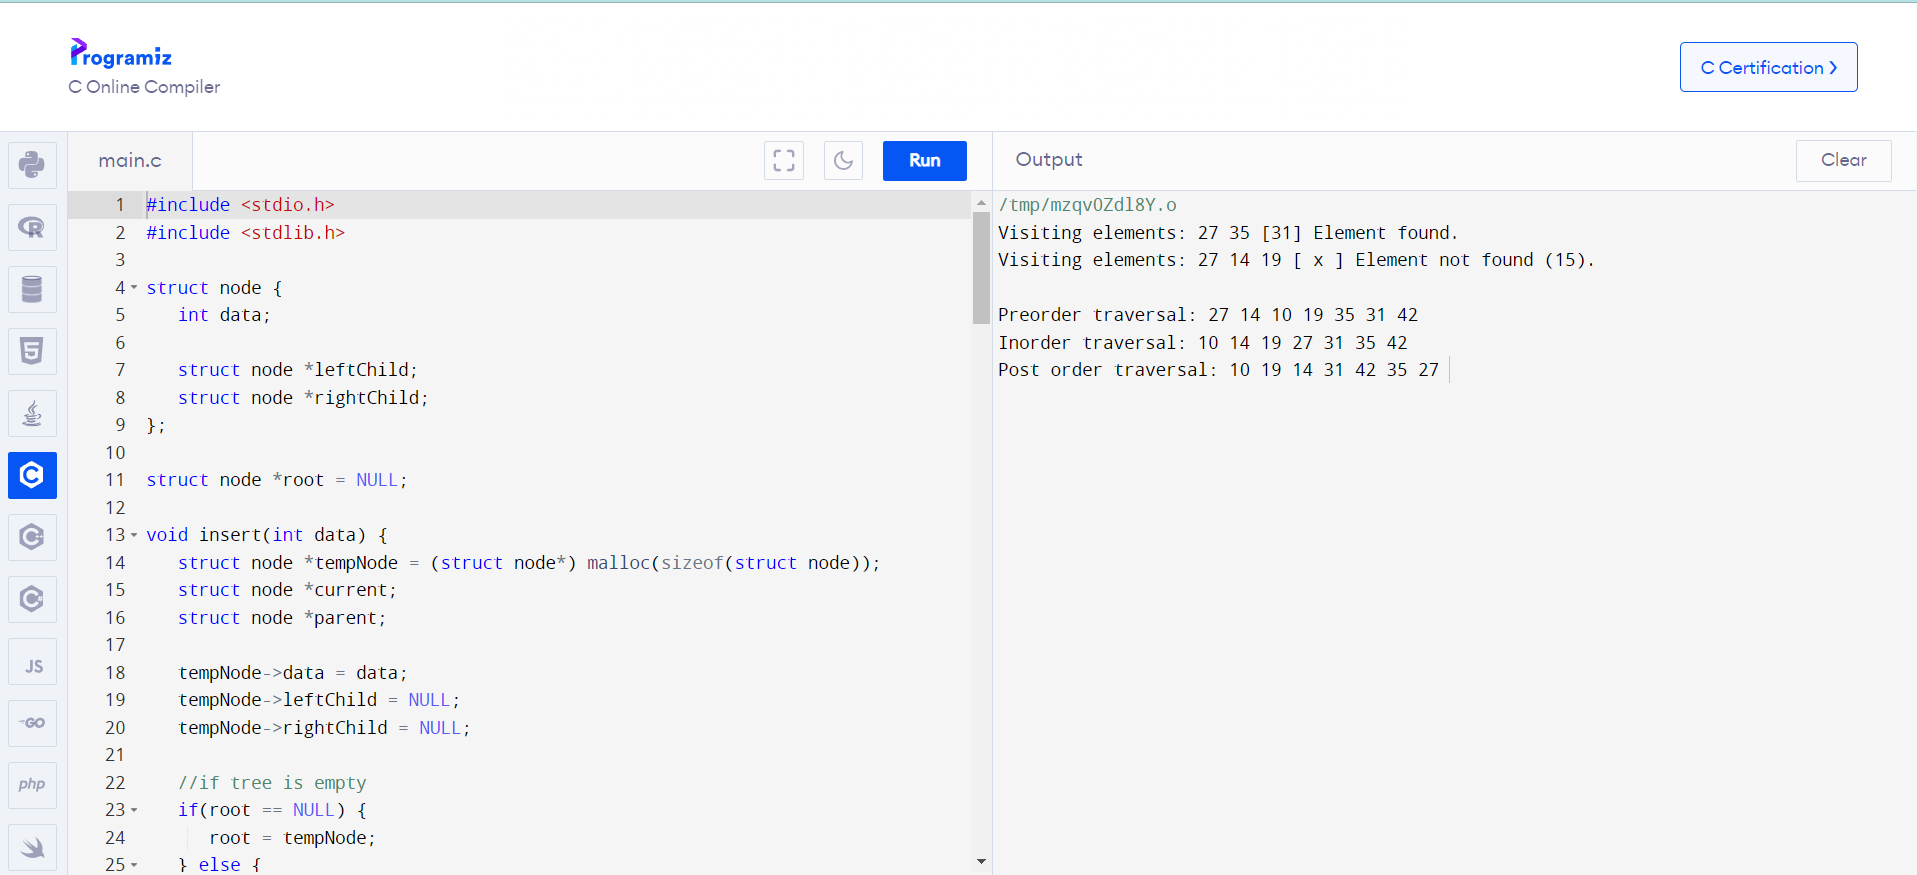 Programiz
C Online Compiler
C Certification
main.c
Run
Output
Clear
1 #include <stdio.h>
2 #include <stdlib.h>
3
4 struct node {
5    int data;
6
7    struct node *leftChild;
8    struct node *rightChild;
9 };
10
11 struct node *root = NULL;
12
13 void insert(int data) {
14    struct node *tempNode = (struct node*) malloc(sizeof(struct node));
15    struct node *current;
16    struct node *parent;
17
18    tempNode->data = data;
19    tempNode->leftChild = NULL;
20    tempNode->rightChild = NULL;
21
22    //if tree is empty
23    if(root == NULL) {
24       root = tempNode;
25    } else {
/tmp/mzqvOZdl8Y.o
Visiting elements: 27 35 [31] Element found.
Visiting elements: 27 14 19 [ x ] Element not found (15).

Preorder traversal: 27 14 10 19 35 31 42
Inorder traversal: 10 14 19 27 31 35 42
Post order traversal: 10 19 14 31 42 35 27
R
5
C
C
C
JS
GO
php